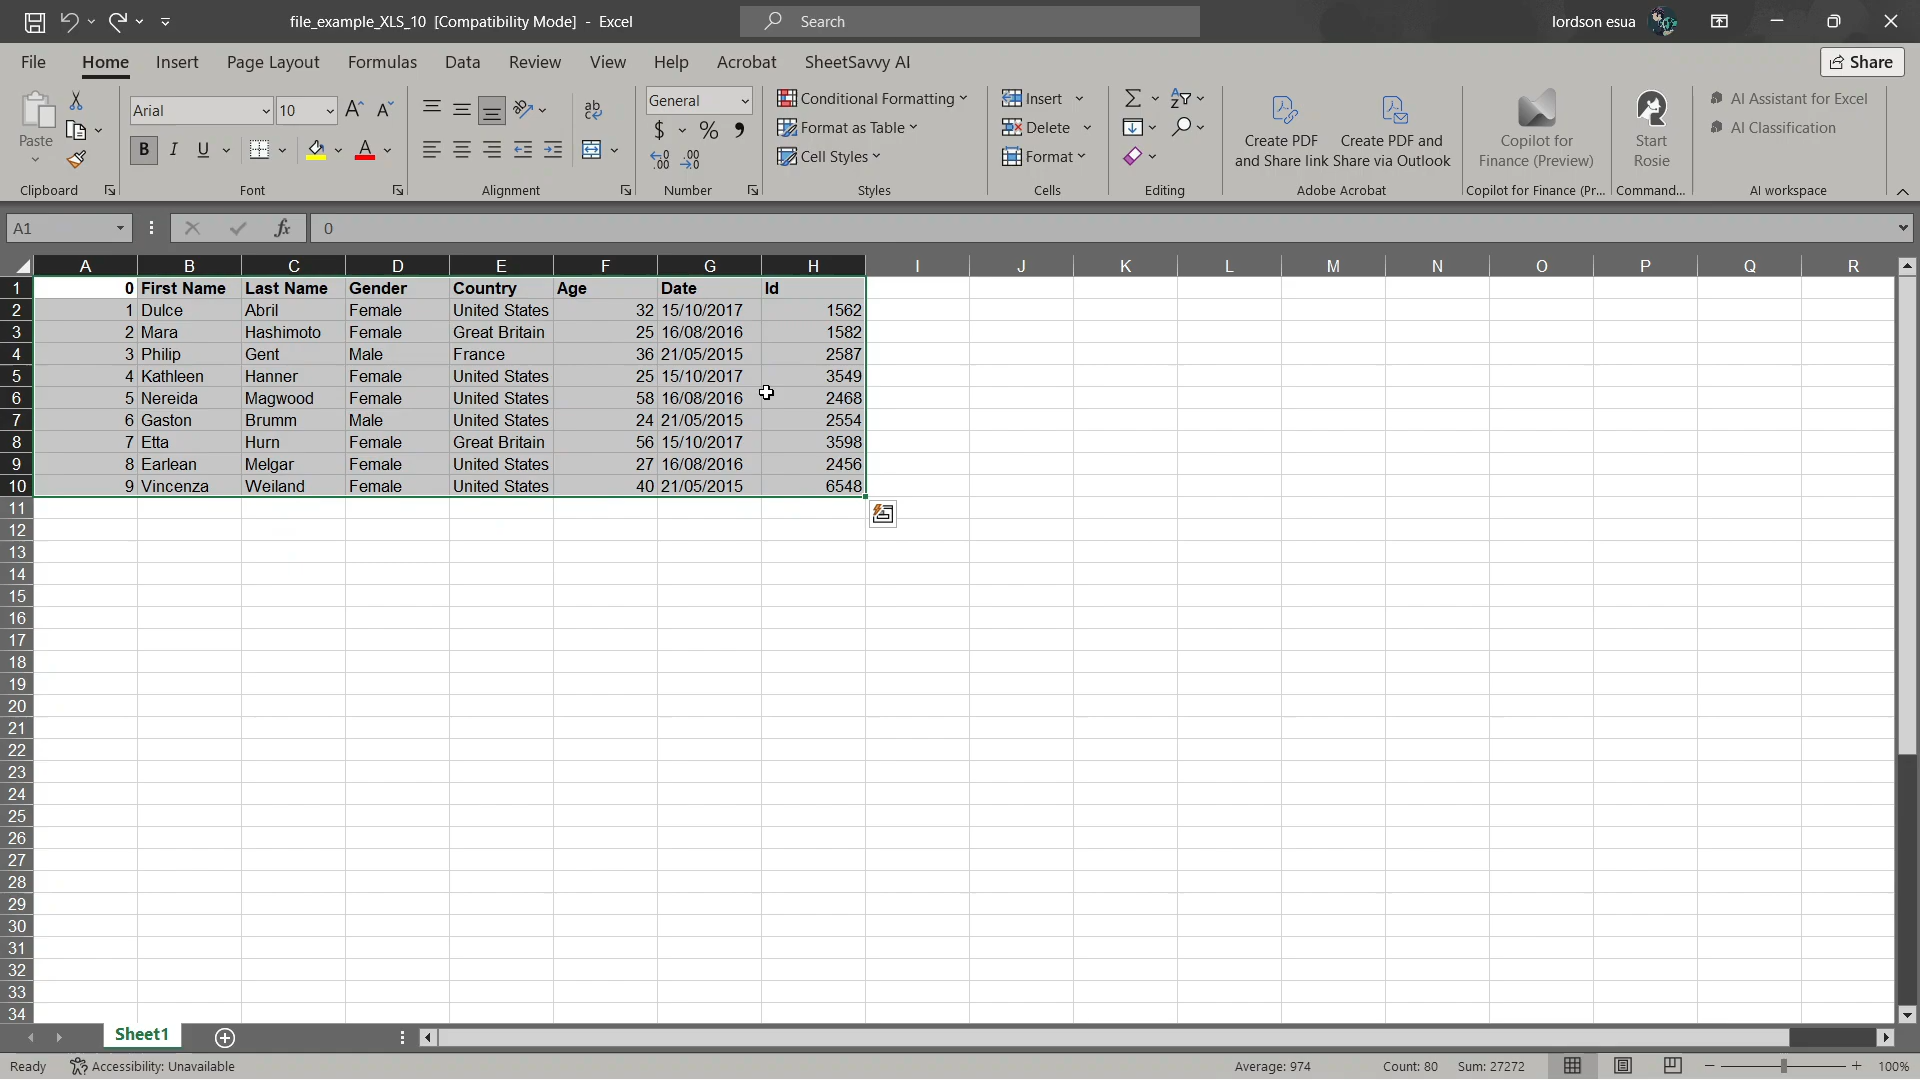 file_example_XLS_10 [Compatibility Mode] - Excel
Search
lordson esua
File Home Insert Page Layout Formulas Data Review View Help Acrobat SheetSavvy AI
Share
Paste
Clipboard
Arial 10
B I U
Font
ab
Alignment
General
$ % ,
Number
Conditional Formatting
Format as Table
Cell Styles
Styles
Insert
Delete
Format
Cells
Editing
Create PDF
and Share link
Create PDF and
Share via Outlook
Adobe Acrobat
Copilot for
Finance (Preview)
Copilot for Finance (Pr...
Start
Rosie
Command...
AI Assistant for Excel
AI Classification
AI workspace
A1 fx 0
A B C D E F G H I J K L M N O P Q R
1 0 First Name Last Name Gender Country Age Date Id
2 1 Dulce Abril Female United States 32 15/10/2017 1562
3 2 Mara Hashimoto Female Great Britain 25 16/08/2016 1582
4 3 Philip Gent Male France 36 21/05/2015 2587
5 4 Kathleen Hanner Female United States 25 15/10/2017 3549
6 5 Nereida Magwood Female United States 58 16/08/2016 2468
7 6 Gaston Brumm Male United States 24 21/05/2015 2554
8 7 Etta Hurn Female Great Britain 56 15/10/2017 3598
9 8 Earlean Melgar Female United States 27 16/08/2016 2456
10 9 Vincenza Weiland Female United States 40 21/05/2015 6548
11
12
13
14
15
16
17
18
19
20
21
22
23
24
25
26
27
28
29
30
31
32
33
34
Sheet1
Ready Accessibility: Unavailable Average: 974 Count: 80 Sum: 27272 100%